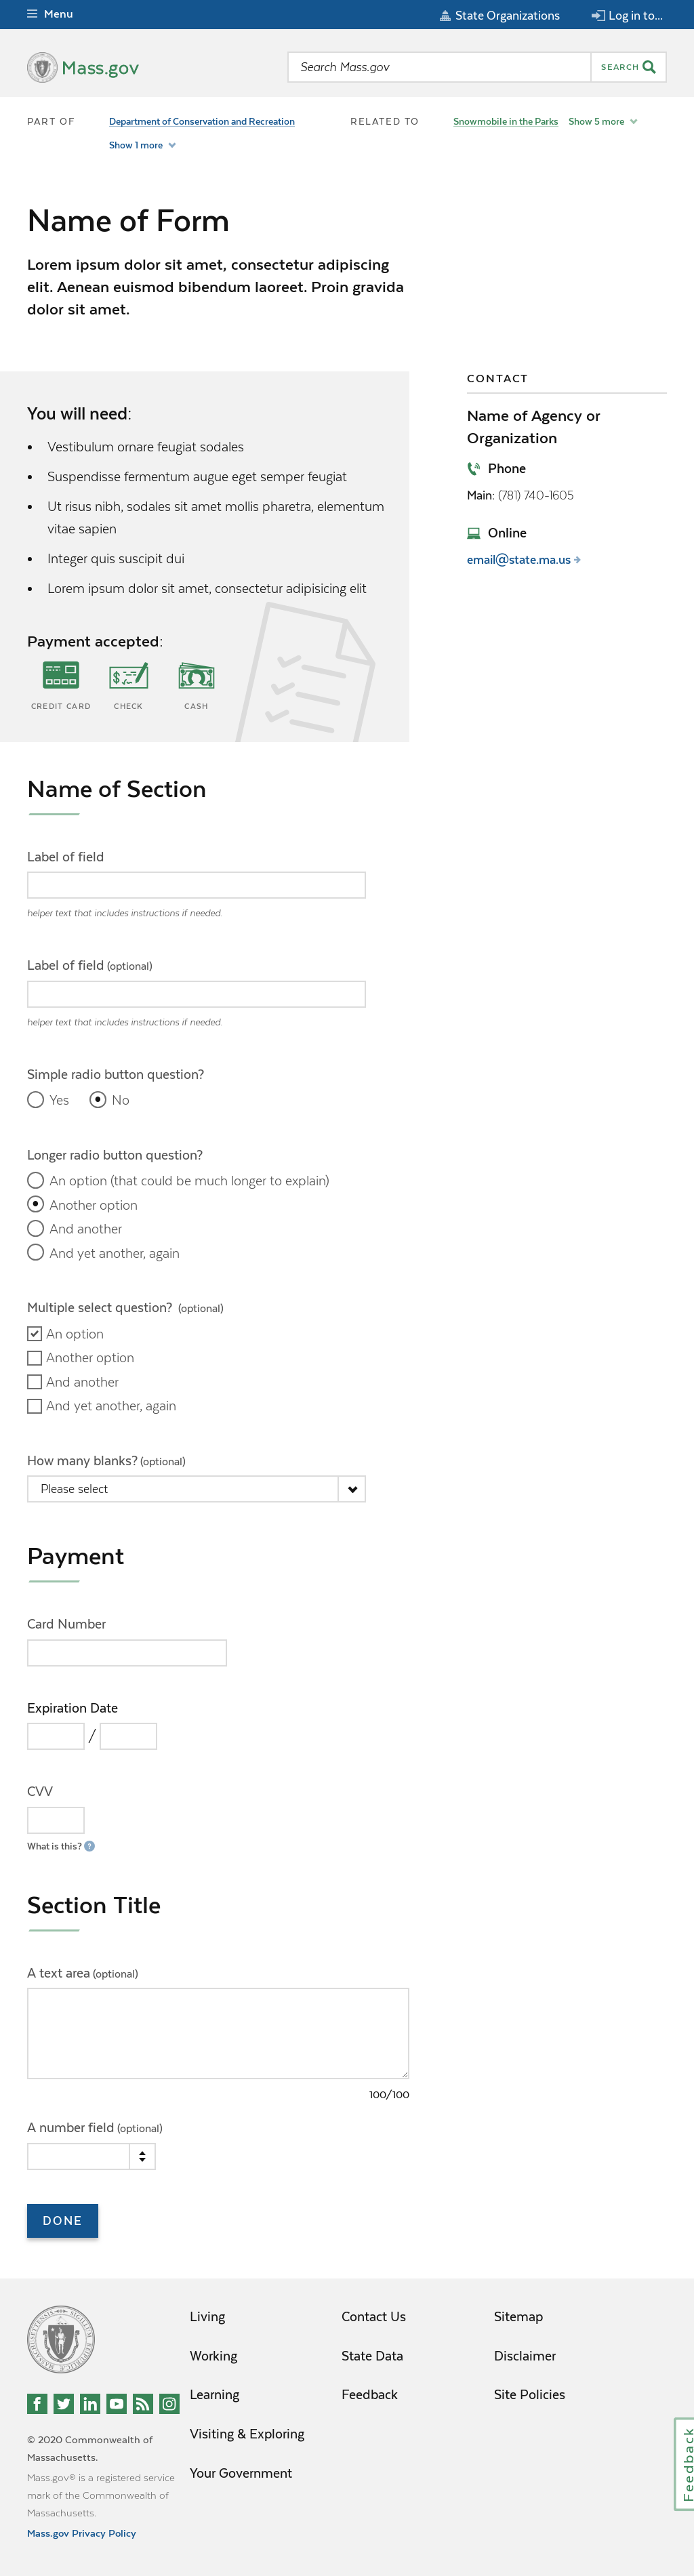 Menu
State Organizations
Log in to...
Mass.gov
Search Mass.gov
SEARCH
PART OF
Department of Conservation and Recreation
Show 1 more
RELATED TO
Snowmobile in the Parks Show 5 more
Name of Form
Lorem ipsum dolor sit amet, consectetur adipiscing
elit. Aenean euismod bibendum laoreet. Proin gravida
dolor sit amet.
You will need:
Vestibulum ornare feugiat sodales
Suspendisse fermentum augue eget semper feugiat
Ut risus nibh, sodales sit amet mollis pharetra, elementum
vitae sapien
Integer quis suscipit dui
Lorem ipsum dolor sit amet, consectetur adipisicing elit
Payment accepted:
CREDIT CARD
CHECK
CASH
CONTACT
Name of Agency or
Organization
Phone
Main: (781) 740-1605
Online
email@state.ma.us
Name of Section
Label of field
helper text that includes instructions if needed.
Label of field (optional)
helper text that includes instructions if needed.
Simple radio button question?
Yes
No
Longer radio button question?
An option (that could be much longer to explain)
Another option
And another
And yet another, again
Multiple select question? (optional)
An option
Another option
And another
And yet another, again
How many blanks? (optional)
Please select
Payment
Card Number
Expiration Date
/
CVV
What is this? ?
Section Title
A text area (optional)
100/100
A number field (optional)
DONE
Living
Working
Learning
Visiting & Exploring
Your Government
Contact Us
State Data
Feedback
Sitemap
Disclaimer
Site Policies
© 2020 Commonwealth of
Massachusetts.
Mass.gov® is a registered service
mark of the Commonwealth of
Massachusetts.
Mass.gov Privacy Policy
Feedback